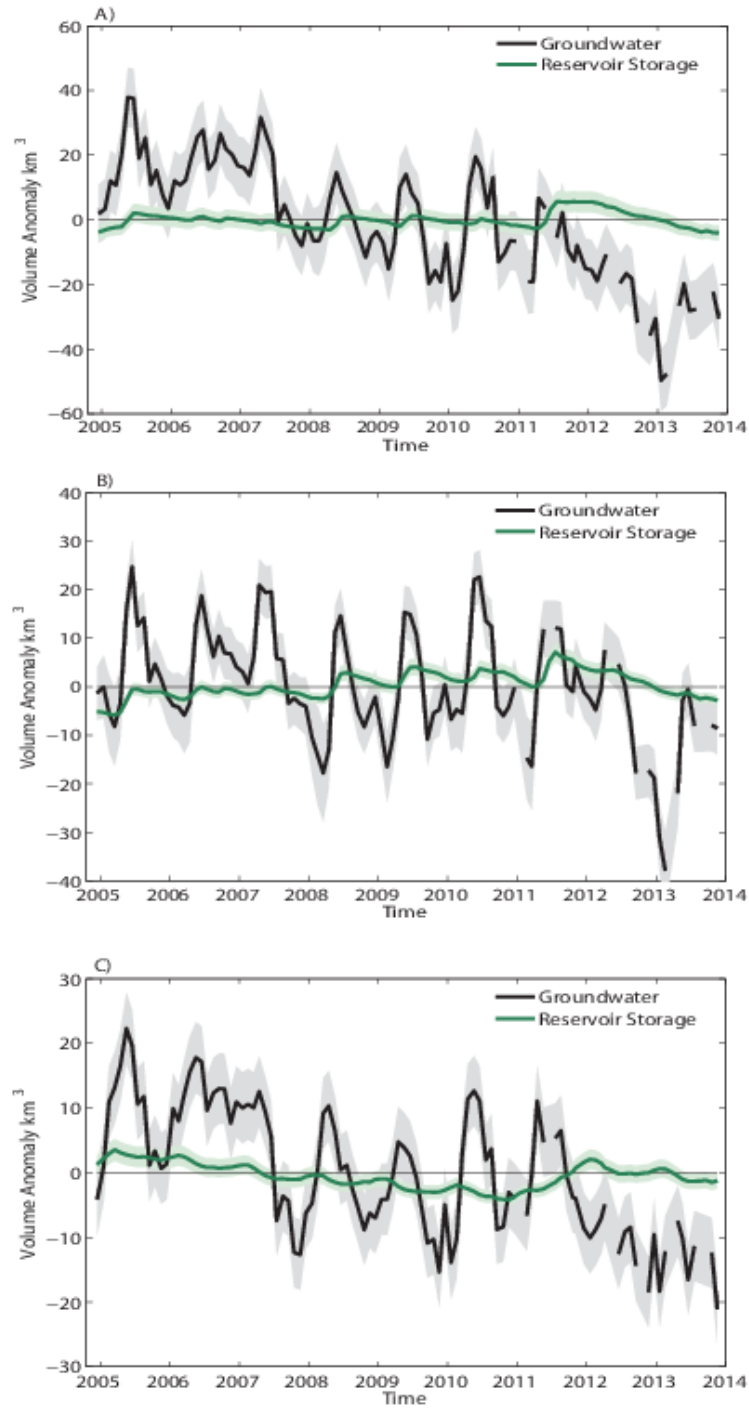 A)
60
Groundwater
Reservoir Storage
40
20
0
−20
−40
−60
Volume Anomaly km 3
2005 2006 2007 2008 2009 2010 2011 2012 2013 2014
Time
B)
40
Groundwater
Reservoir Storage
30
20
10
0
−10
−20
−30
−40
Volume Anomaly km 3
2005 2006 2007 2008 2009 2010 2011 2012 2013 2014
Time
C)
30
Groundwater
Reservoir Storage
20
10
0
−10
−20
−30
Volume Anomaly km 3
2005 2006 2007 2008 2009 2010 2011 2012 2013 2014
Time